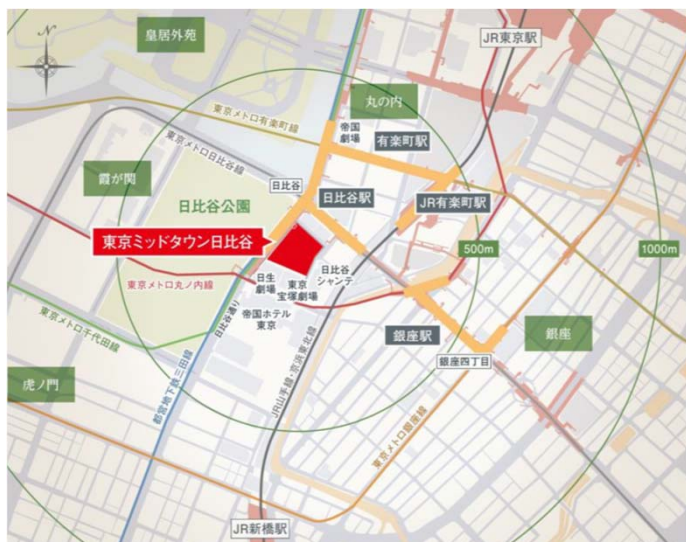 皇居外苑
JR東京駅
N
丸の内
東京メトロ有楽町線
帝国
劇場
有楽町駅
東京メトロ日比谷線
霞が関
日比谷
日比谷駅
日比谷公園
JR有楽町駅
東京ミッドタウン日比谷
500m
1000m
日生
劇場
東京
宝塚劇場
日比谷
シャンテ
東京メトロ丸ノ内線
帝国ホテル
東京
日比谷通り
東京メトロ千代田線
銀座駅
銀座
銀座四丁目
虎ノ門
都営地下鉄三田線
JR山手線・京浜東北線
東京メトロ銀座線
JR新橋駅